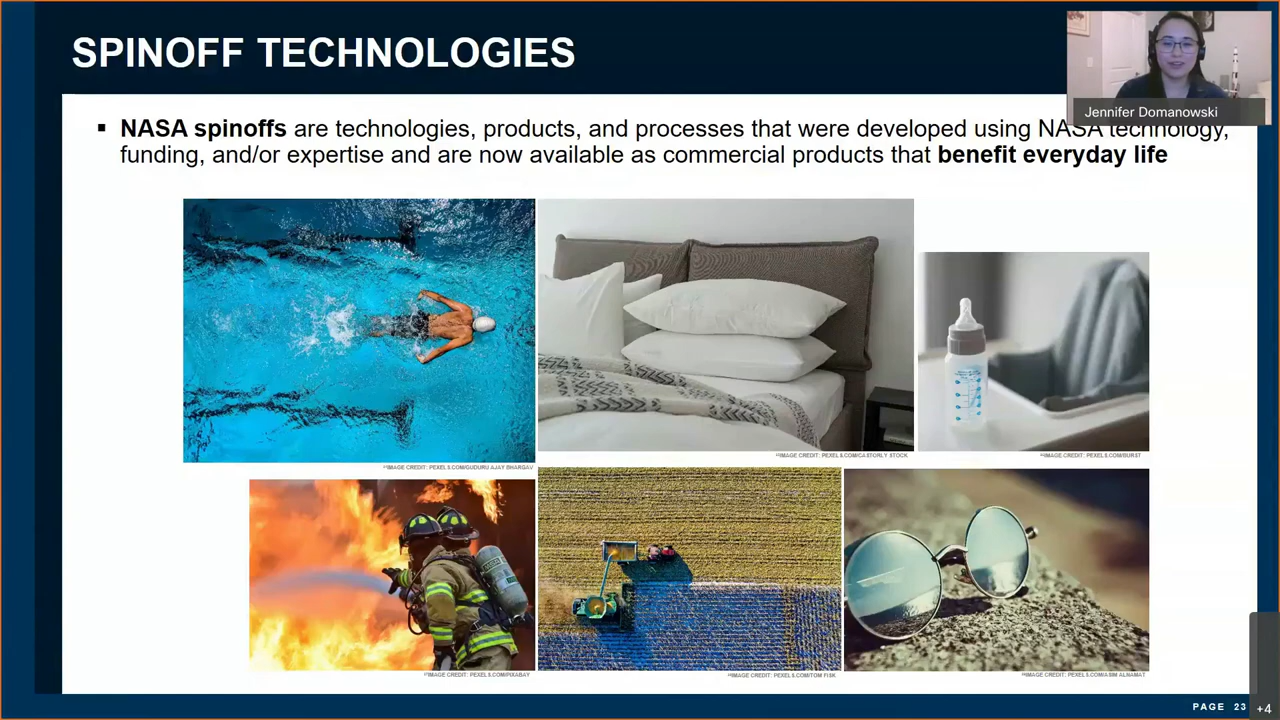 SPINOFF TECHNOLOGIES
Jennifer Domanowski
▪ NASA spinoffs are technologies, products, and processes that were developed using NASA technology,
funding, and/or expertise and are now available as commercial products that benefit everyday life
IMAGE CREDIT: PEXELS.COM/GUDURU AJAY BHARGAV
IMAGE CREDIT: PEXELS.COM/CASTORLY STOCK
IMAGE CREDIT: PEXELS.COM/BURST
IMAGE CREDIT: PEXELS.COM/PIXABAY
IMAGE CREDIT: PEXELS.COM/TOM FISK
IMAGE CREDIT: PEXELS.COM/ASIM ALNAMAT
PAGE 23
+4